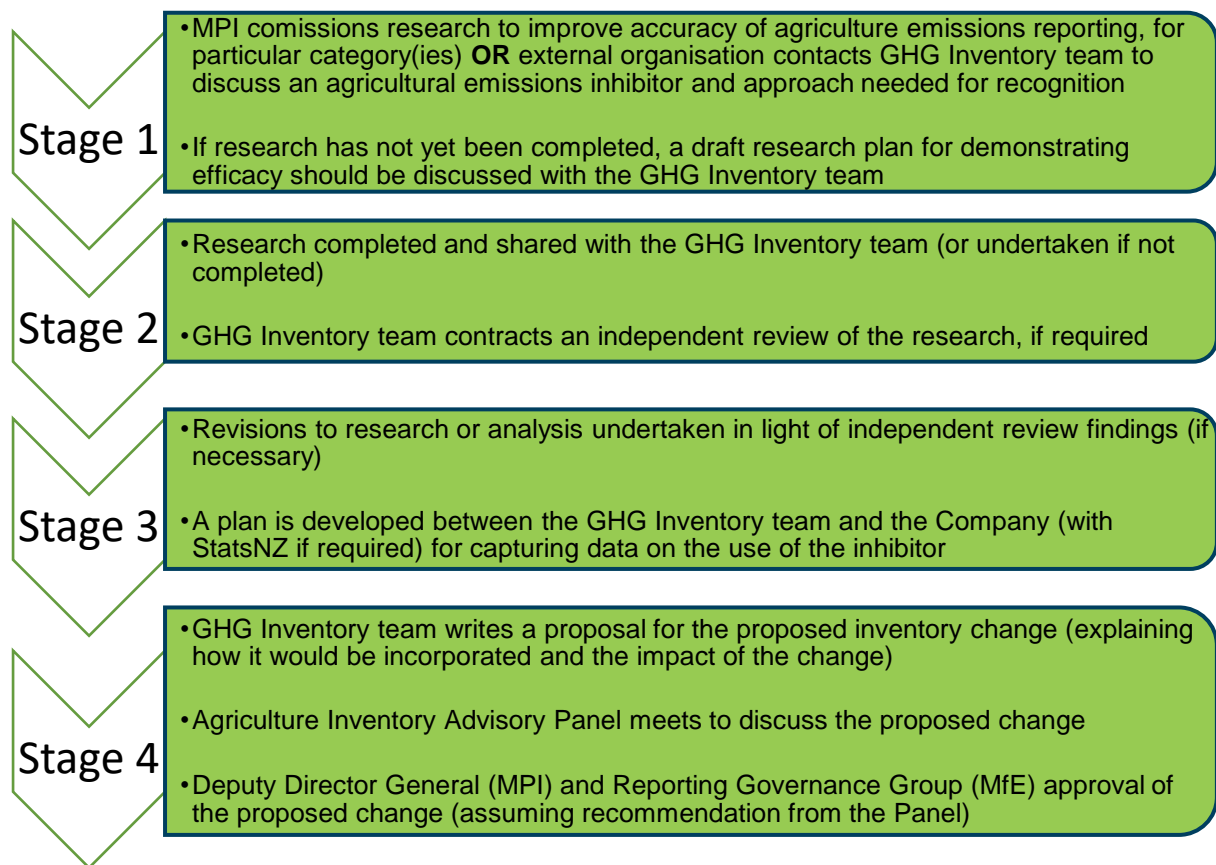 Stage 1
•MPI comissions research to improve accuracy of agriculture emissions reporting, for
particular category(ies) OR external organisation contacts GHG Inventory team to
discuss an agricultural emissions inhibitor and approach needed for recognition
•If research has not yet been completed, a draft research plan for demonstrating
efficacy should be discussed with the GHG Inventory team
Stage 2
•Research completed and shared with the GHG Inventory team (or undertaken if not
completed)
•GHG Inventory team contracts an independent review of the research, if required
Stage 3
•Revisions to research or analysis undertaken in light of independent review findings (if
necessary)
•A plan is developed between the GHG Inventory team and the Company (with
StatsNZ if required) for capturing data on the use of the inhibitor
Stage 4
•GHG Inventory team writes a proposal for the proposed inventory change (explaining
how it would be incorporated and the impact of the change)
•Agriculture Inventory Advisory Panel meets to discuss the proposed change
•Deputy Director General (MPI) and Reporting Governance Group (MfE) approval of
the proposed change (assuming recommendation from the Panel)